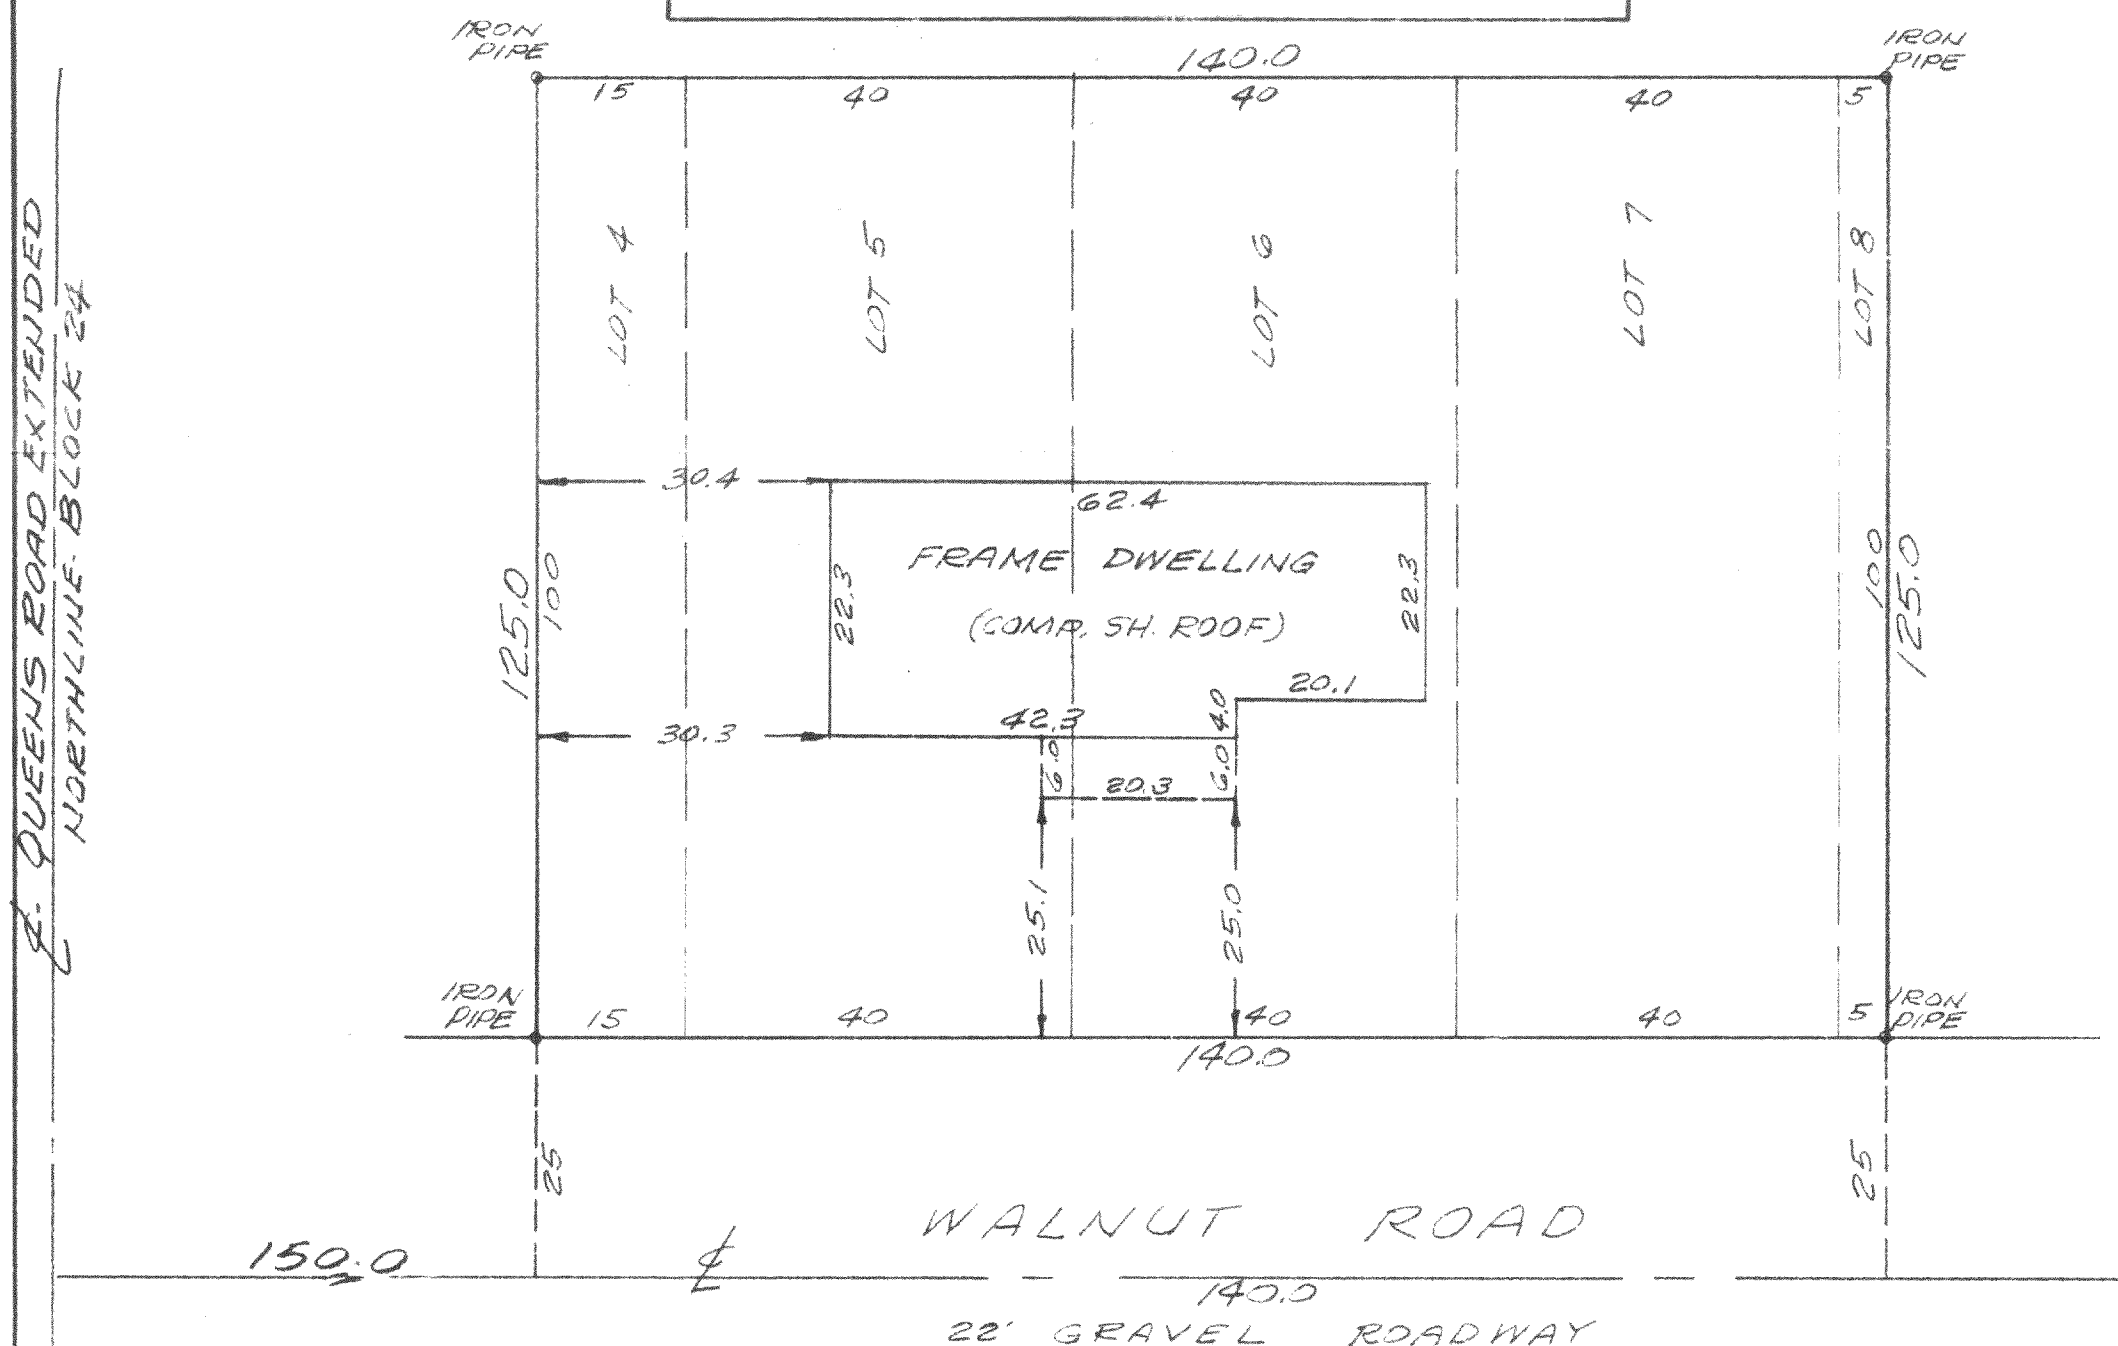 IRON
PIPE
140.0
IRON
PIPE
15
40
40
40
5
LOT 4
LOT 5
LOT 6
LOT 7
LOT 8
℄. QUEENS ROAD EXTENDED
NORTHLINE-BLOCK 24
30.4
62.4
FRAME DWELLING
(COMP. SH. ROOF)
22.3
22.3
125.0
100
100
125.0
20.1
42.3
4.0
30.3
6.0
6.0
20.3
25.1
25.0
IRON
PIPE
15
40
40
40
5
IRON
PIPE
140.0
25
25
WALNUT ROAD
150.0
℄
140.0
22' GRAVEL ROADWAY